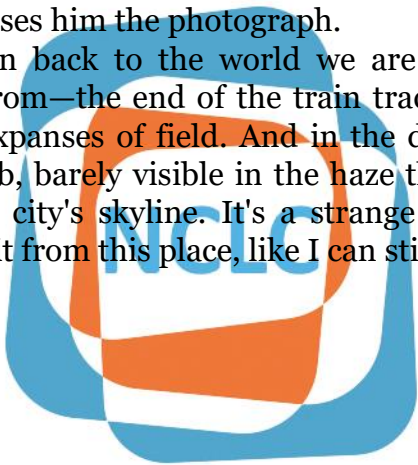 ses him the photograph.
n back to the world we are
rom—the end of the train trac
xpanses of field. And in the d
b, barely visible in the haze th
city's skyline. It's a strange
it from this place, like I can sti
NCLC